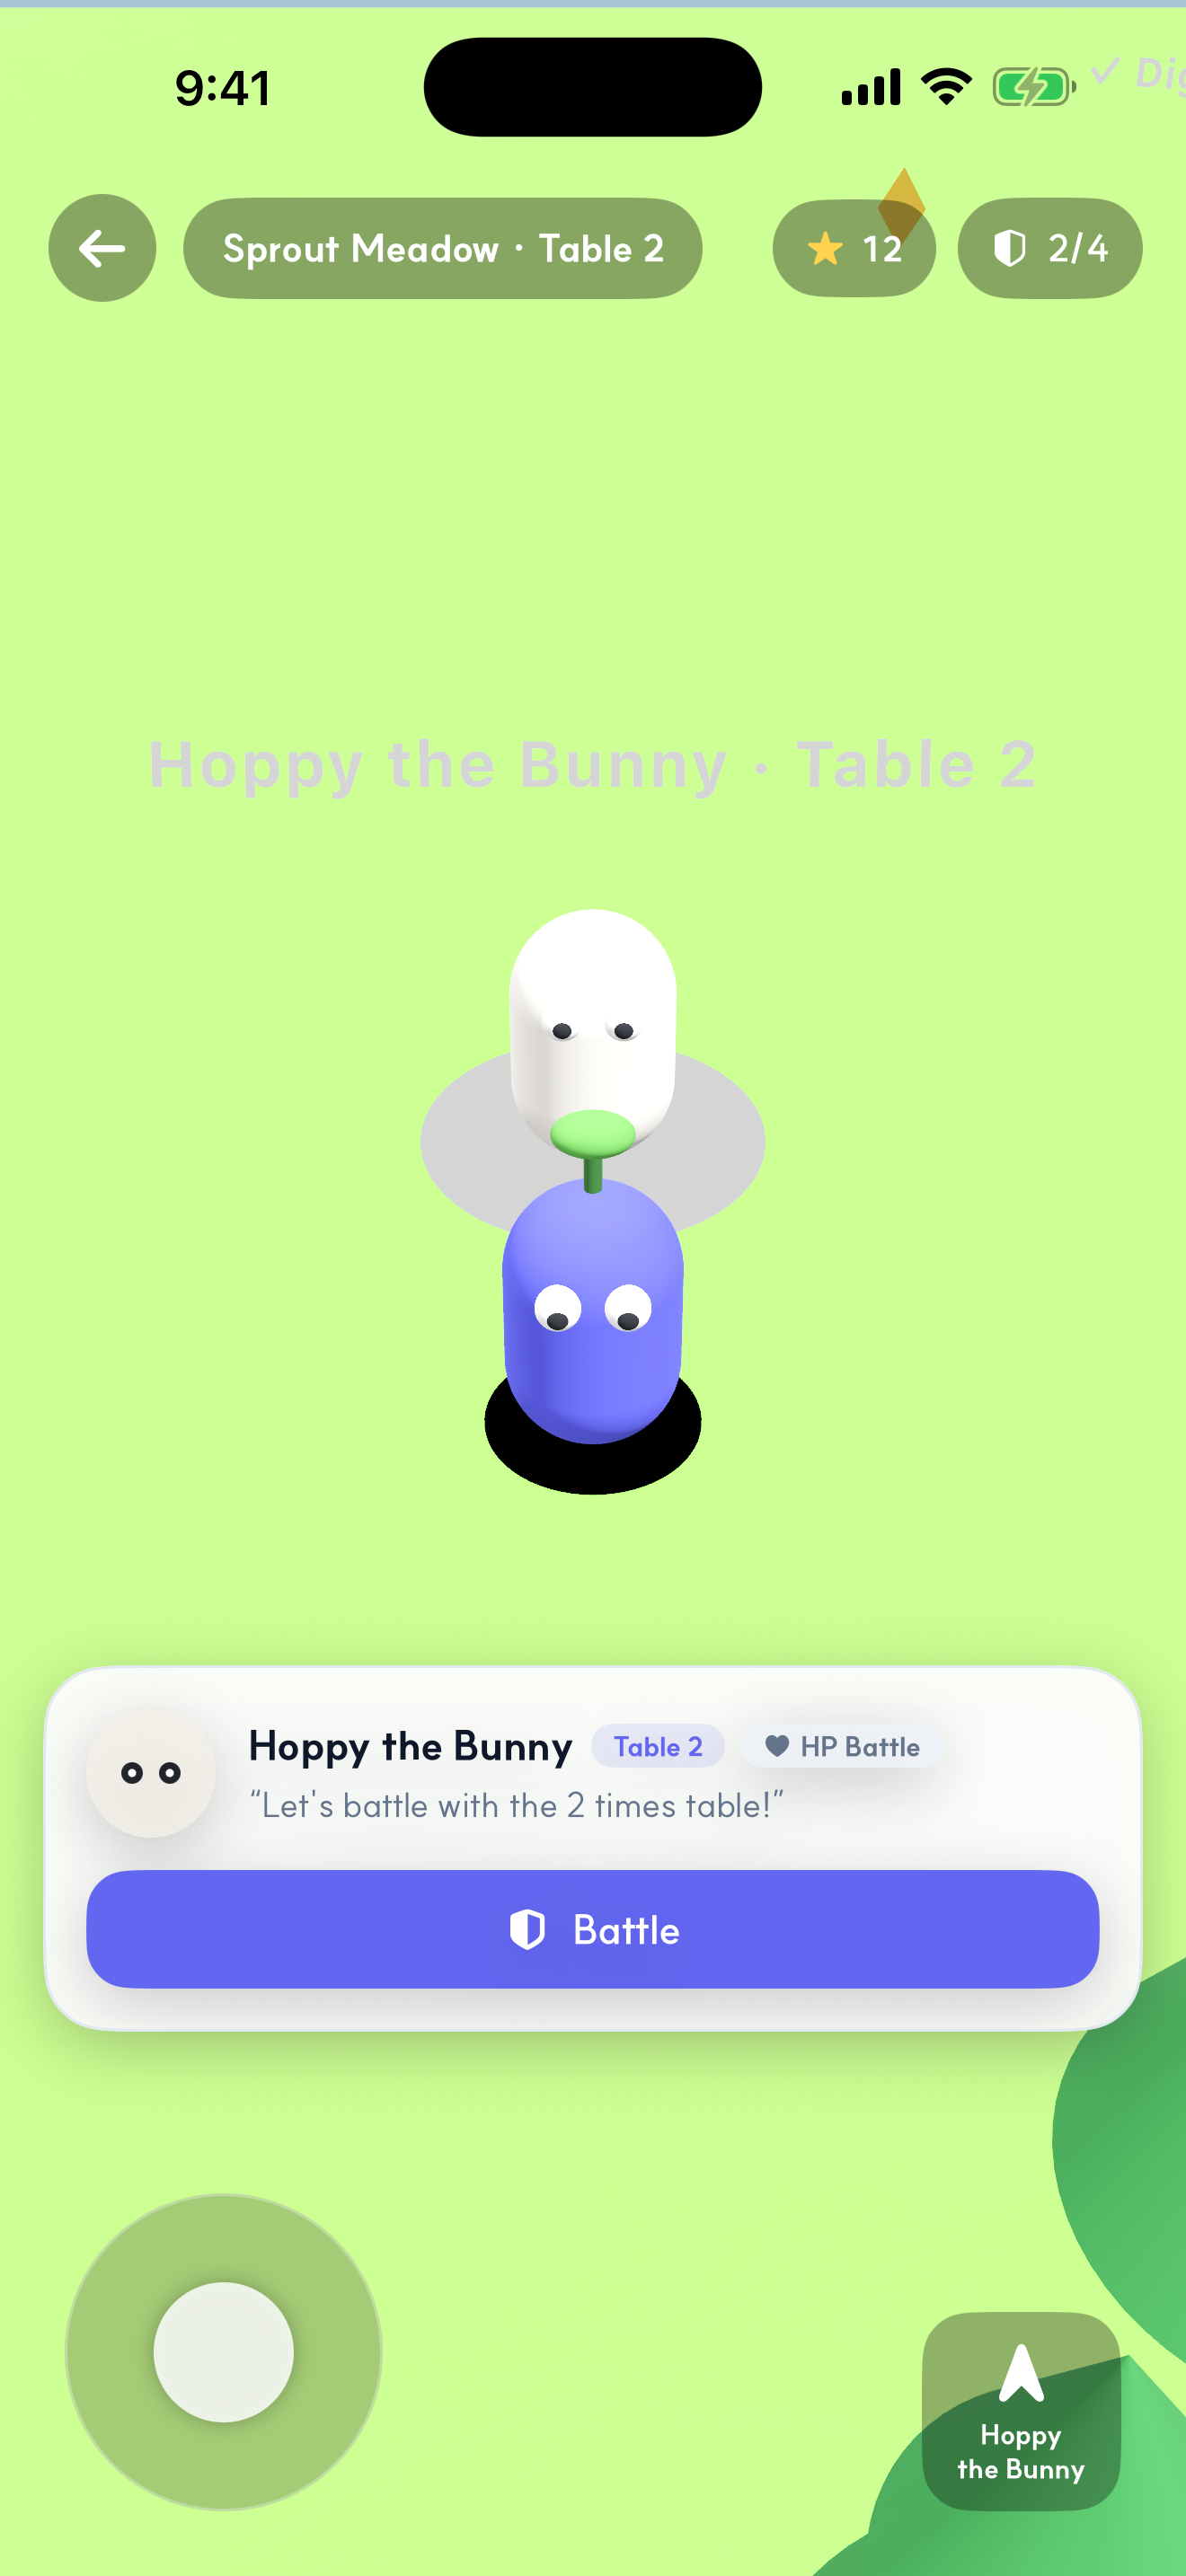 9:41
✓ Dig
Sprout Meadow · Table 2
12
2/4
Hoppy the Bunny · Table 2
Hoppy the Bunny
Table 2
HP Battle
“Let's battle with the 2 times table!”
Battle
Hoppy
the Bunny